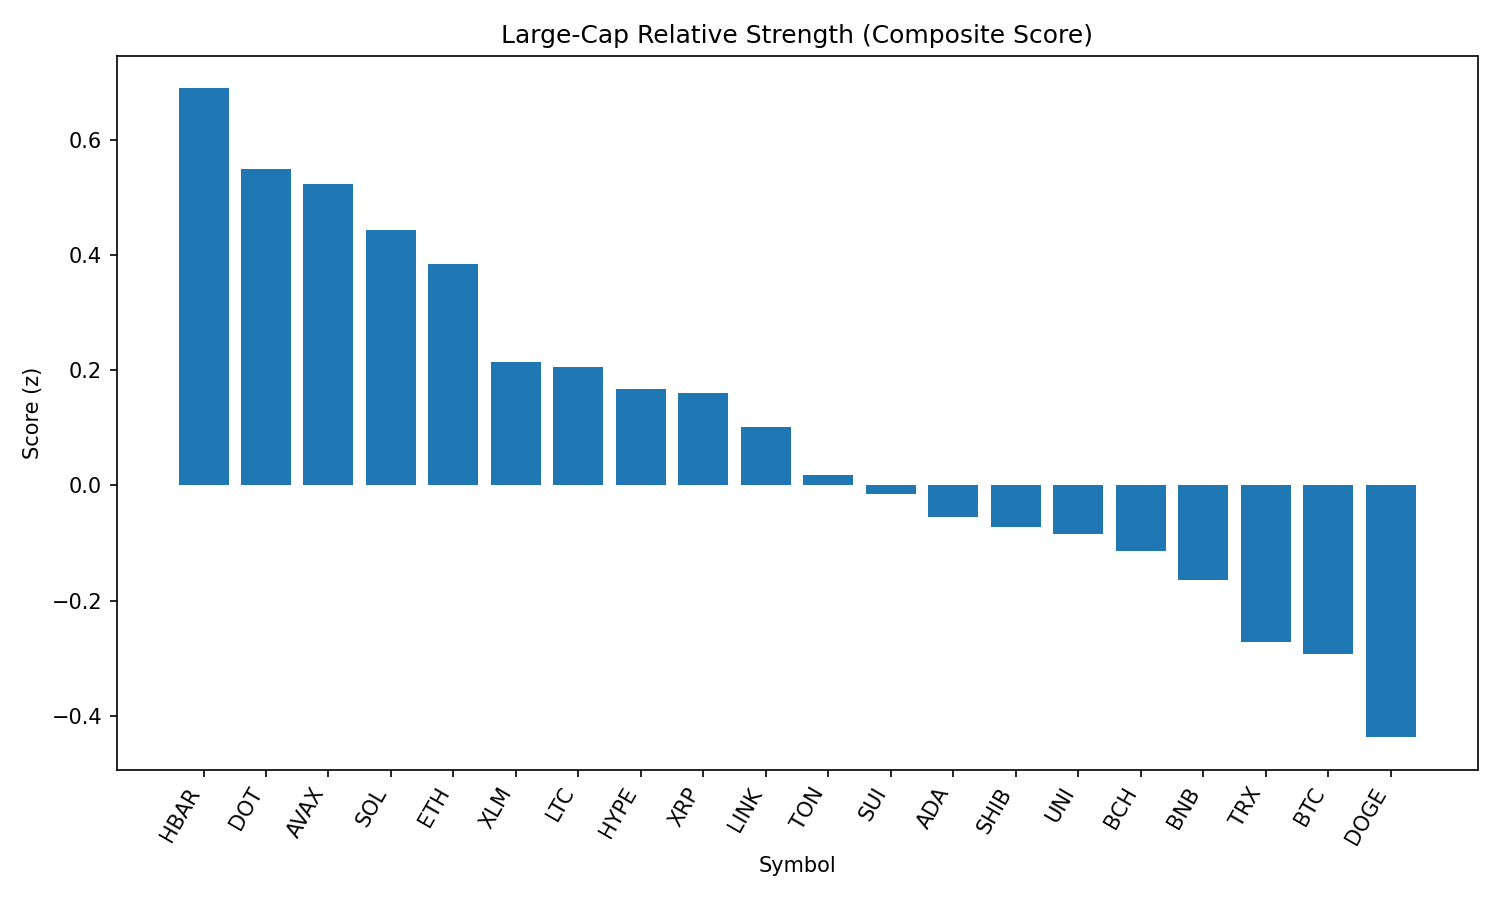 Large-Cap Relative Strength (Composite Score)
0.6
0.4
0.2
0.0
−0.2
−0.4
Score (z)
HBAR
DOT
AVAX
SOL
ETH
XLM
LTC
HYPE
XRP
LINK
TON
SUI
ADA
SHIB
UNI
BCH
BNB
TRX
BTC
DOGE
Symbol